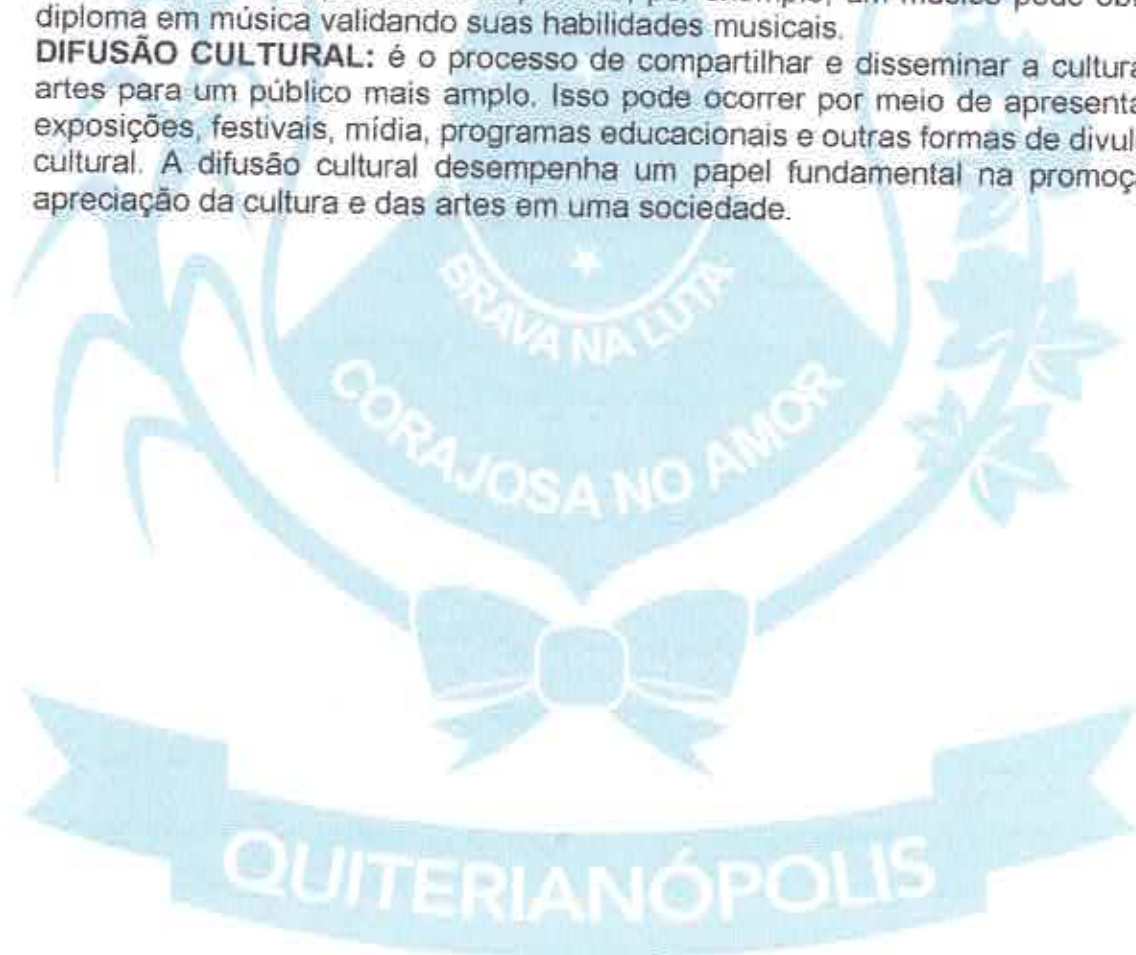 diploma em música validando suas habilidades musicais.
DIFUSÃO CULTURAL: é o processo de compartilhar e disseminar a cultura
artes para um público mais amplo. Isso pode ocorrer por meio de
exposições, festivais, mídia, programas educacionais e outras formas de
cultural. A difusão cultural desempenha um papel fundamental na
apreciação da cultura e das artes em uma sociedade.
BRAVA NA LUTA
CORAJOSA NO AMOR
QUITERIANÓPOLIS